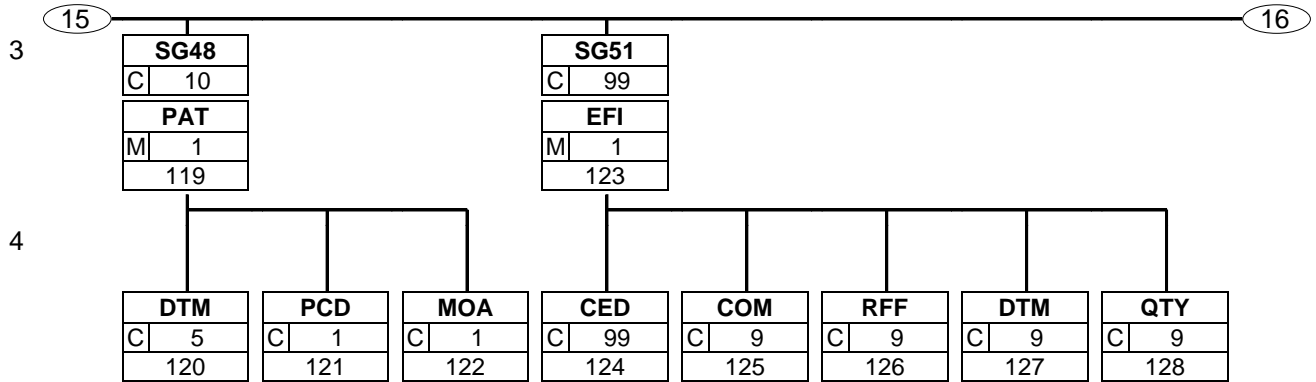 15 16
3 SG48 SG51
C 10 C 99
PAT EFI
M 1 M 1
119 123
4
DTM PCD MOA CED COM RFF DTM QTY
C 5 C 1 C 1 C 99 C 9 C 9 C 9 C 9
120 121 122 124 125 126 127 128